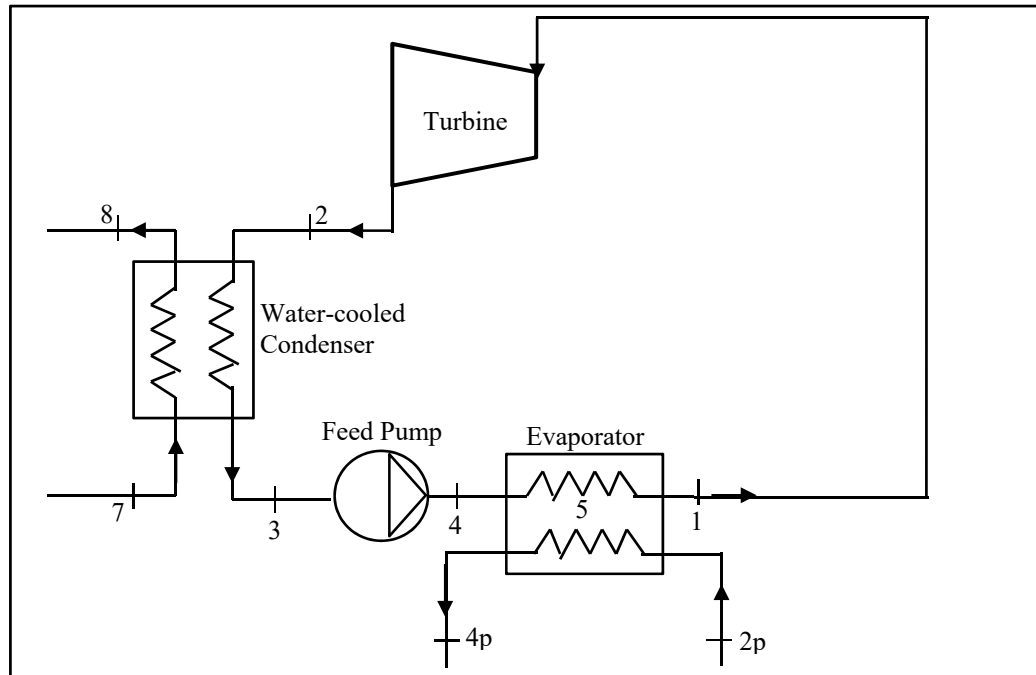 Turbine
8
2
Water-cooled
Condenser
Feed Pump
Evaporator
7
3
4
5
1
4p
2p